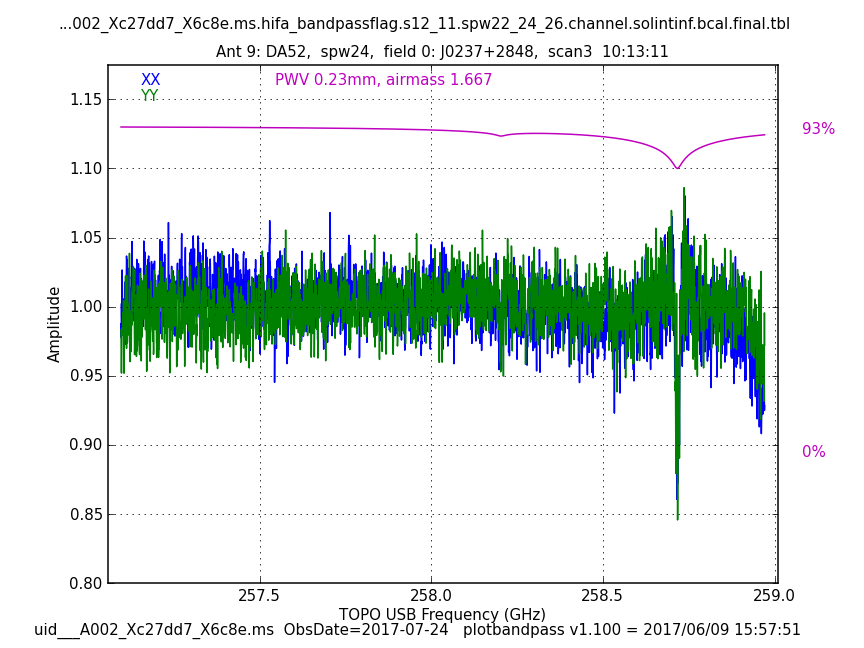 ...002_Xc27dd7_X6c8e.ms.hifa_bandpassflag.s12_11.spw22_24_26.channel.solintinf.bcal.final.tbl
Ant 9: DA52,  spw24,  field 0: J0237+2848,  scan3  10:13:11
XX
PWV 0.23mm, airmass 1.667
YY
1.15
93%
1.10
1.05
1.00
Amplitude
0.95
0.90
0%
0.85
0.80
257.5 258.0 258.5 259.0
TOPO USB Frequency (GHz)
uid___A002_Xc27dd7_X6c8e.ms  ObsDate=2017-07-24   plotbandpass v1.100 = 2017/06/09 15:57:51